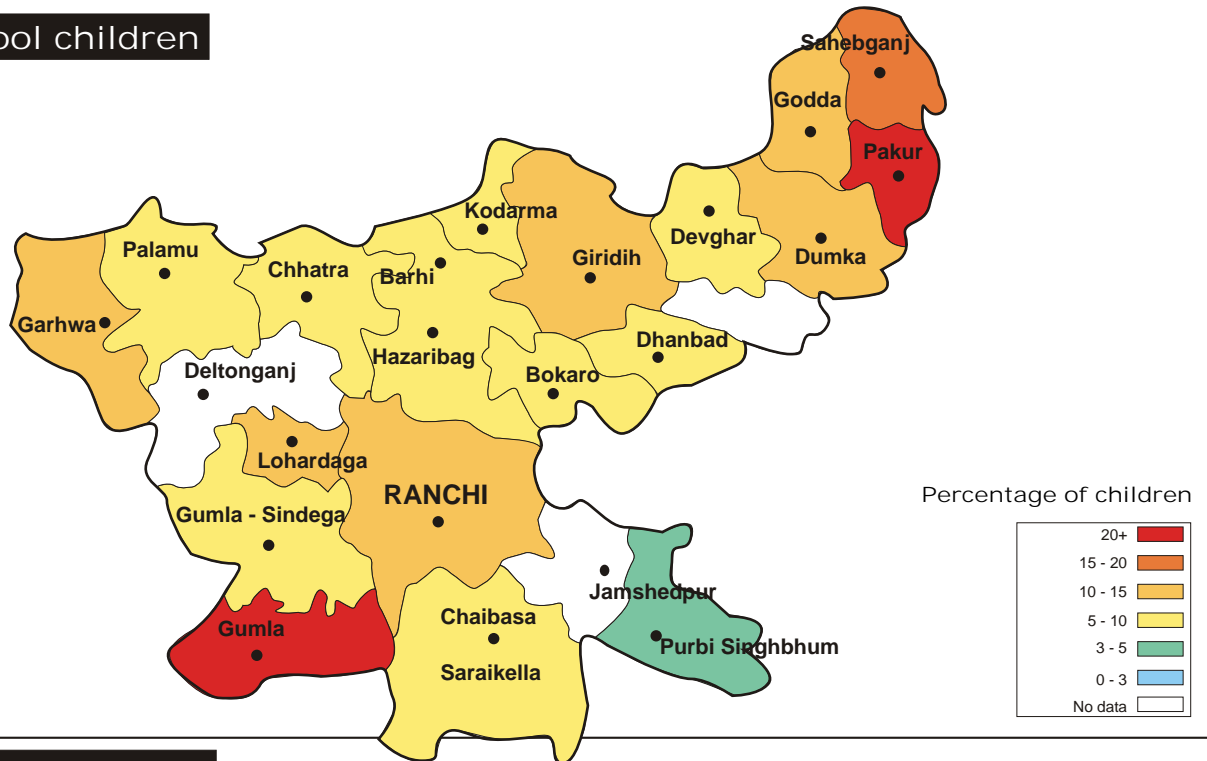 ool children
Sahebganj
Godda
Pakur
Kodarma
Palamu
Devghar
Chhatra
Barhi
Giridih
Dumka
Garhwa
Dhanbad
Hazaribag
Deltonganj
Bokaro
Lohardaga
RANCHI
Gumla - Sindega
Jamshedpur
Chaibasa
Gumla
Purbi Singhbhum
Saraikella
Percentage of children
20+
15 - 20
10 - 15
5 - 10
3 - 5
0 - 3
No data